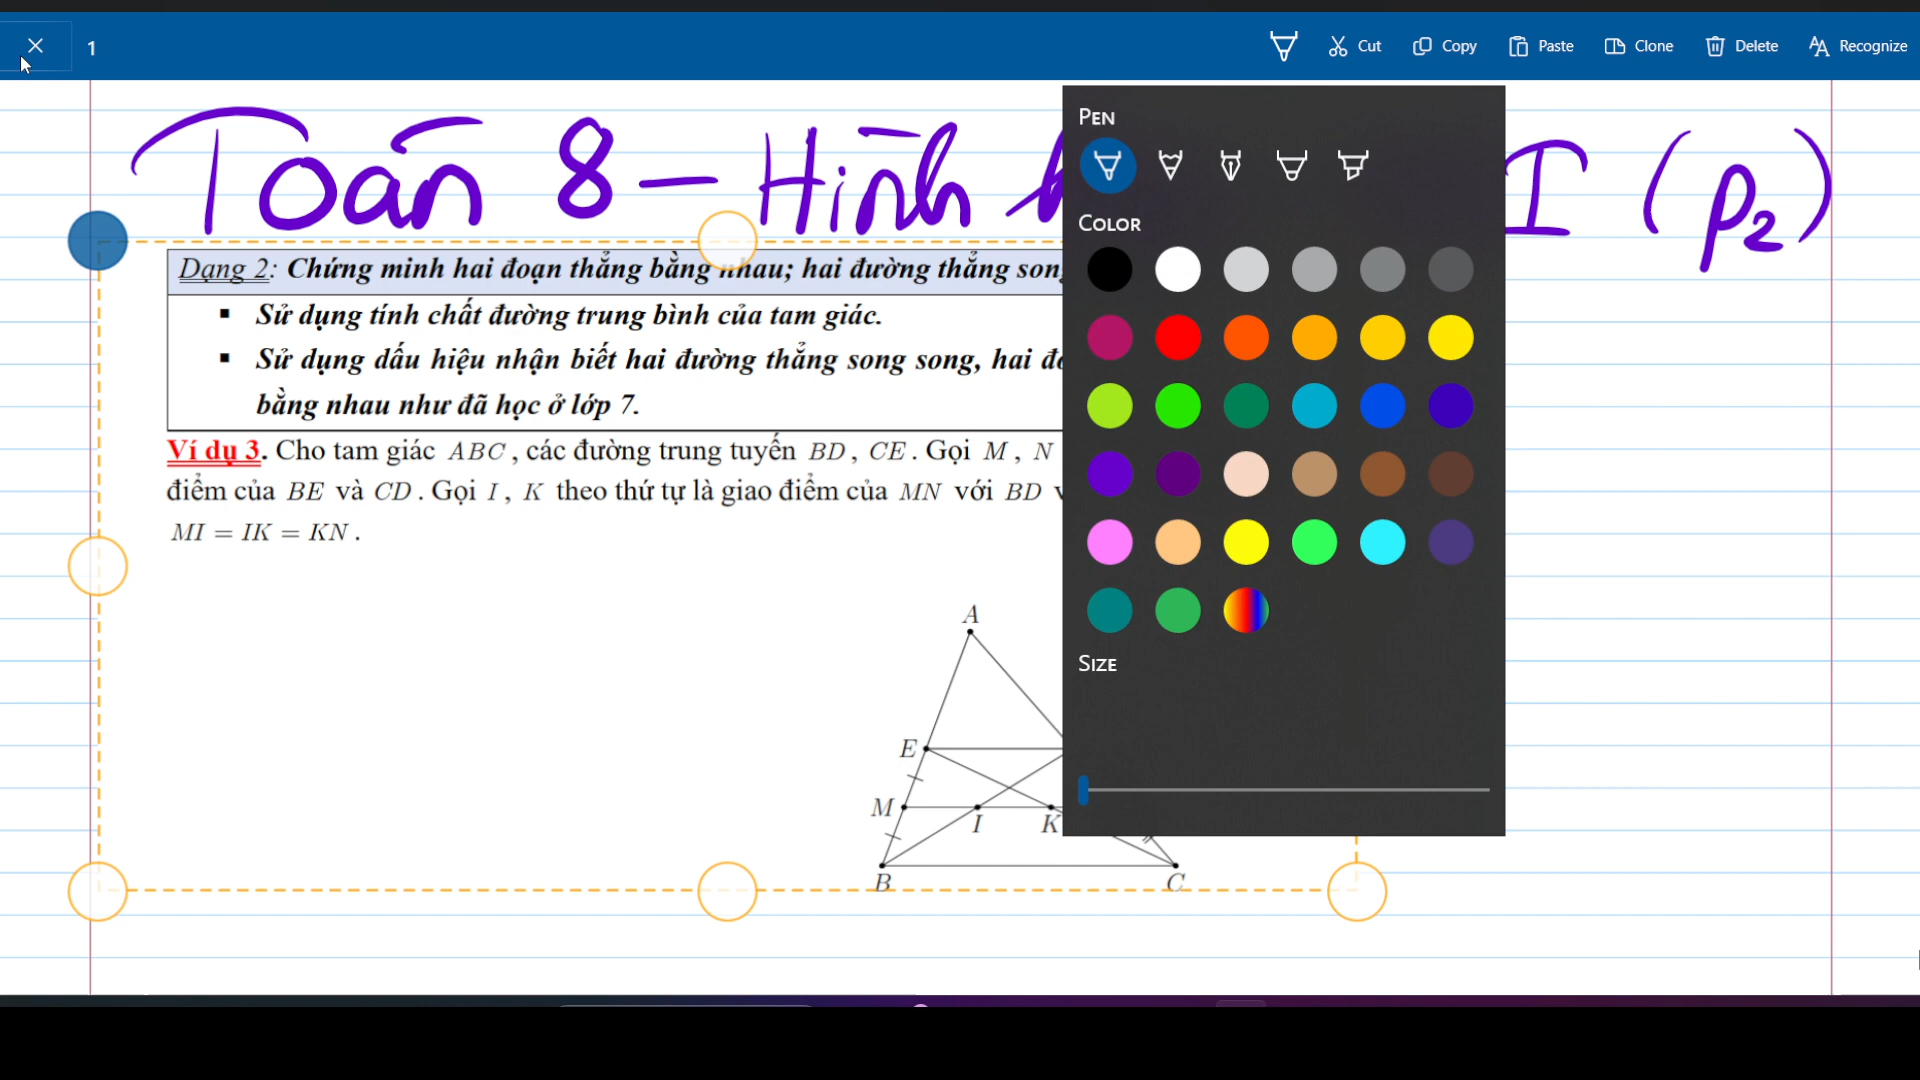 1 Cut Copy Paste Clone Delete Recognize
Toán 8 - Hình I (P2)
PEN
COLOR
SIZE
Dạng 2: Chứng minh hai đoạn thẳng bằng nhau; hai đường thẳng
▪ Sử dụng tính chất đường trung bình của tam giác.
▪ Sử dụng dấu hiệu nhận biết hai đường thẳng song song, hai
bằng nhau như đã học ở lớp 7.
Ví dụ 3. Cho tam giác ABC, các đường trung tuyến BD, CE. Gọi M, N
điểm của BE và CD. Gọi I, K theo thứ tự là giao điểm của MN với BD
MI = IK = KN.
A
E
M
I K
B C